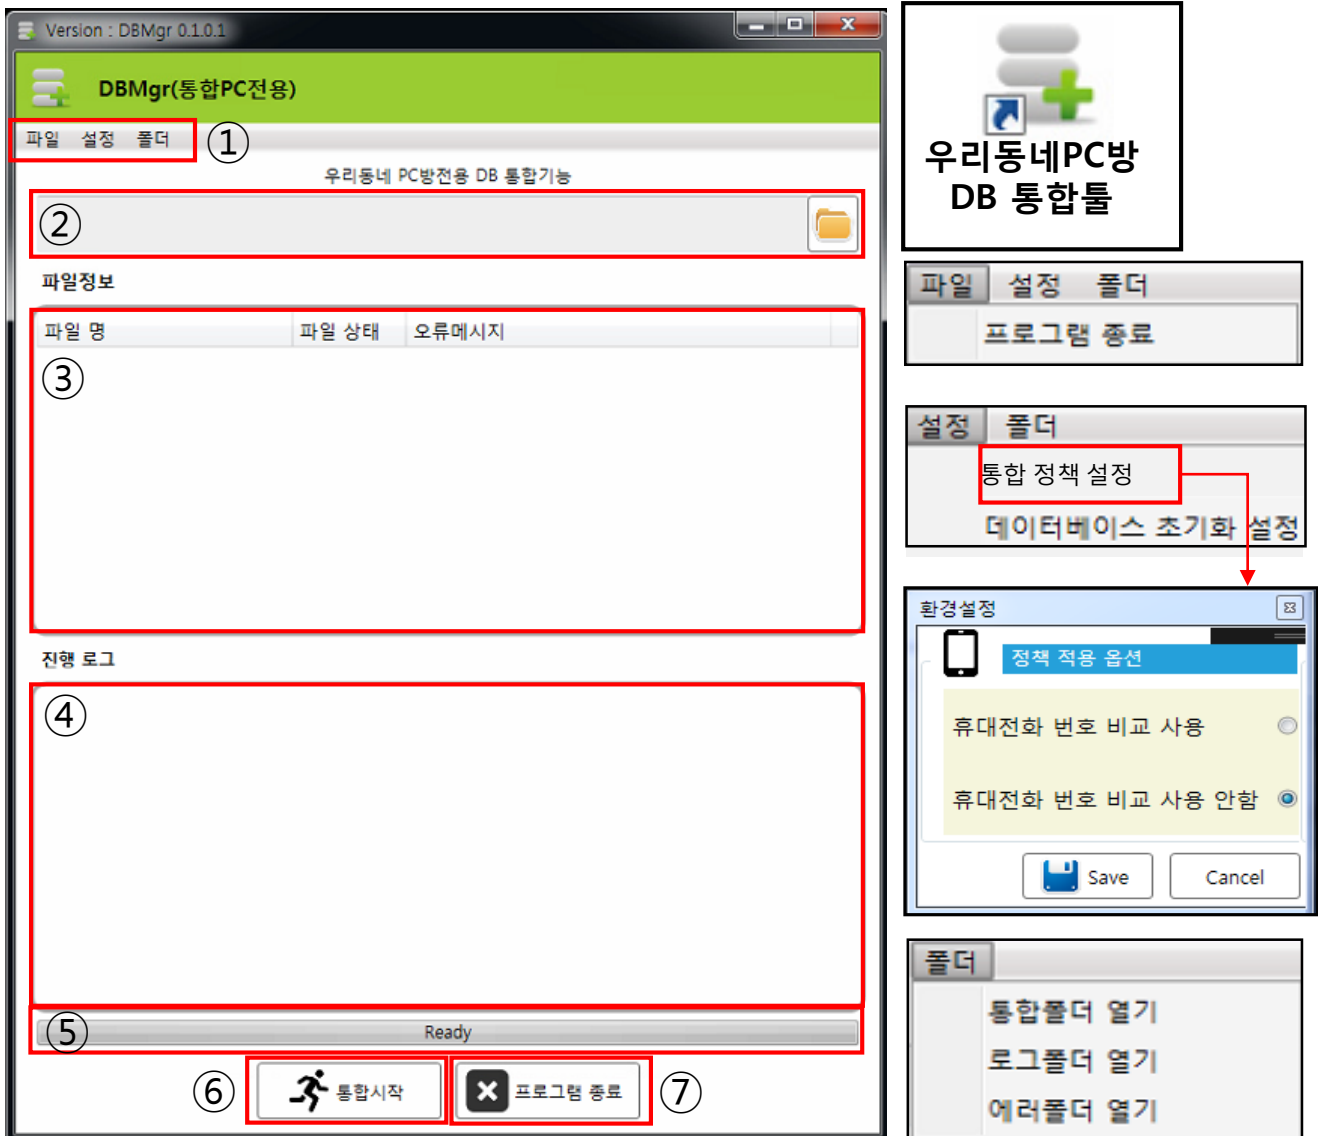 Version : DBMgr 0.1.0.1
DBMgr(통합PC전용)
파일 설정 폴더 ①
우리동네 PC방전용 DB 통합기능
②
파일정보
파일 명 파일 상태 오류메시지
③
진행 로그
④
⑤ Ready
⑥ 통합시작 프로그램 종료 ⑦
우리동네PC방
DB 통합툴
파일 설정 폴더
프로그램 종료
설정 폴더
통합 정책 설정
데이터베이스 초기화 설정
환경설정
정책 적용 옵션
휴대전화 번호 비교 사용
휴대전화 번호 비교 사용 안함
Save Cancel
폴더
통합폴더 열기
로그폴더 열기
에러폴더 열기